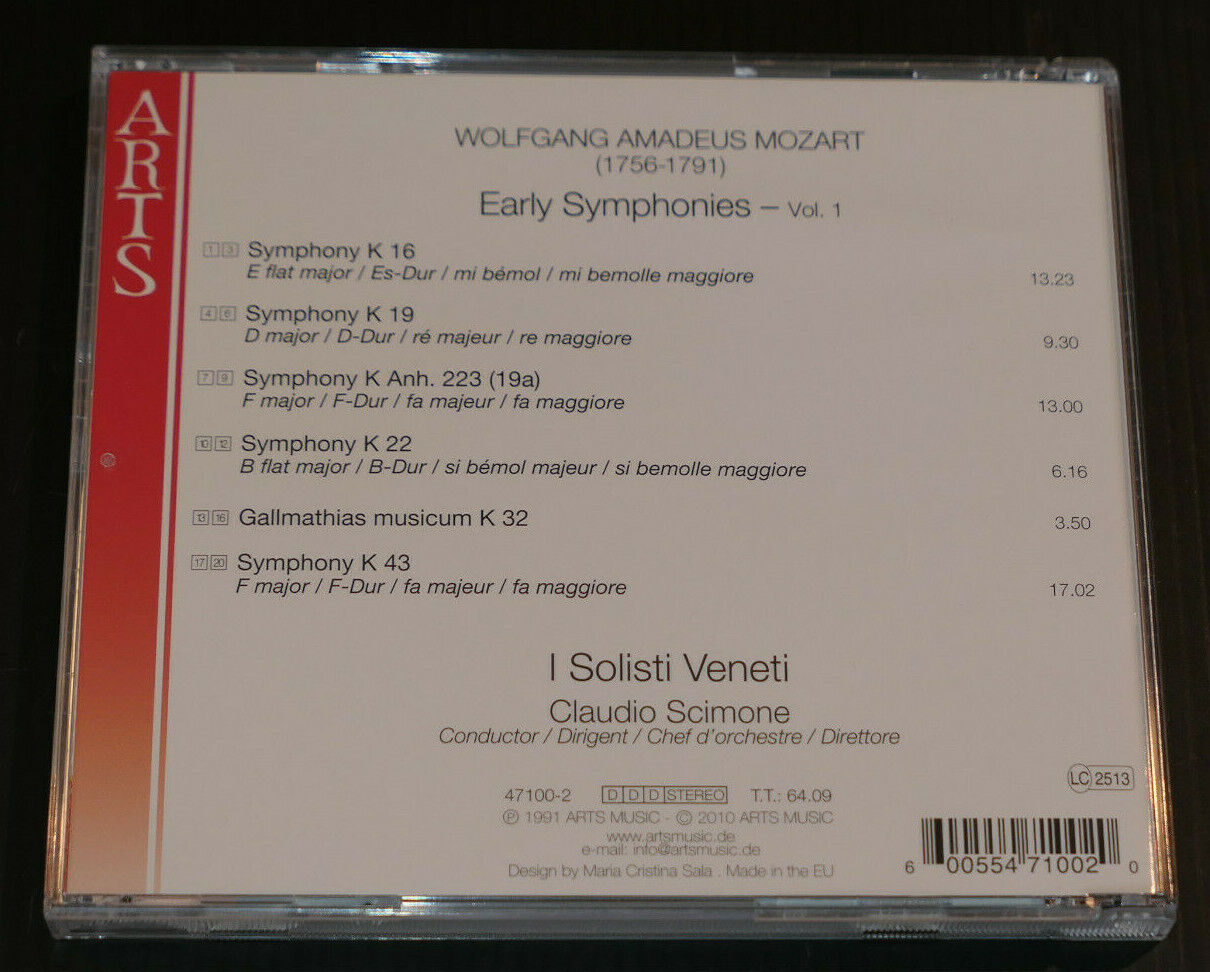 ARTS
WOLFGANG AMADEUS MOZART
(1756-1791)
Early Symphonies – Vol. 1
1 3 Symphony K 16
E flat major / Es-Dur / mi bémol / mi bemolle maggiore 13.23
4 6 Symphony K 19
D major / D-Dur / ré majeur / re maggiore 9.30
7 9 Symphony K Anh. 223 (19a)
F major / F-Dur / fa majeur / fa maggiore 13.00
10 12 Symphony K 22
B flat major / B-Dur / si bémol majeur / si bemolle maggiore 6.16
13 16 Gallmathias musicum K 32 3.50
17 20 Symphony K 43
F major / F-Dur / fa majeur / fa maggiore 17.02
I Solisti Veneti
Claudio Scimone
Conductor / Dirigent / Chef d'orchestre / Direttore
LC 2513
47100-2 D D D STEREO T.T.: 64.09
℗ 1991 ARTS MUSIC - © 2010 ARTS MUSIC
www.artsmusic.de
e-mail: info@artsmusic.de
Design by Maria Cristina Sala . Made in the EU
6 00554 71002 0